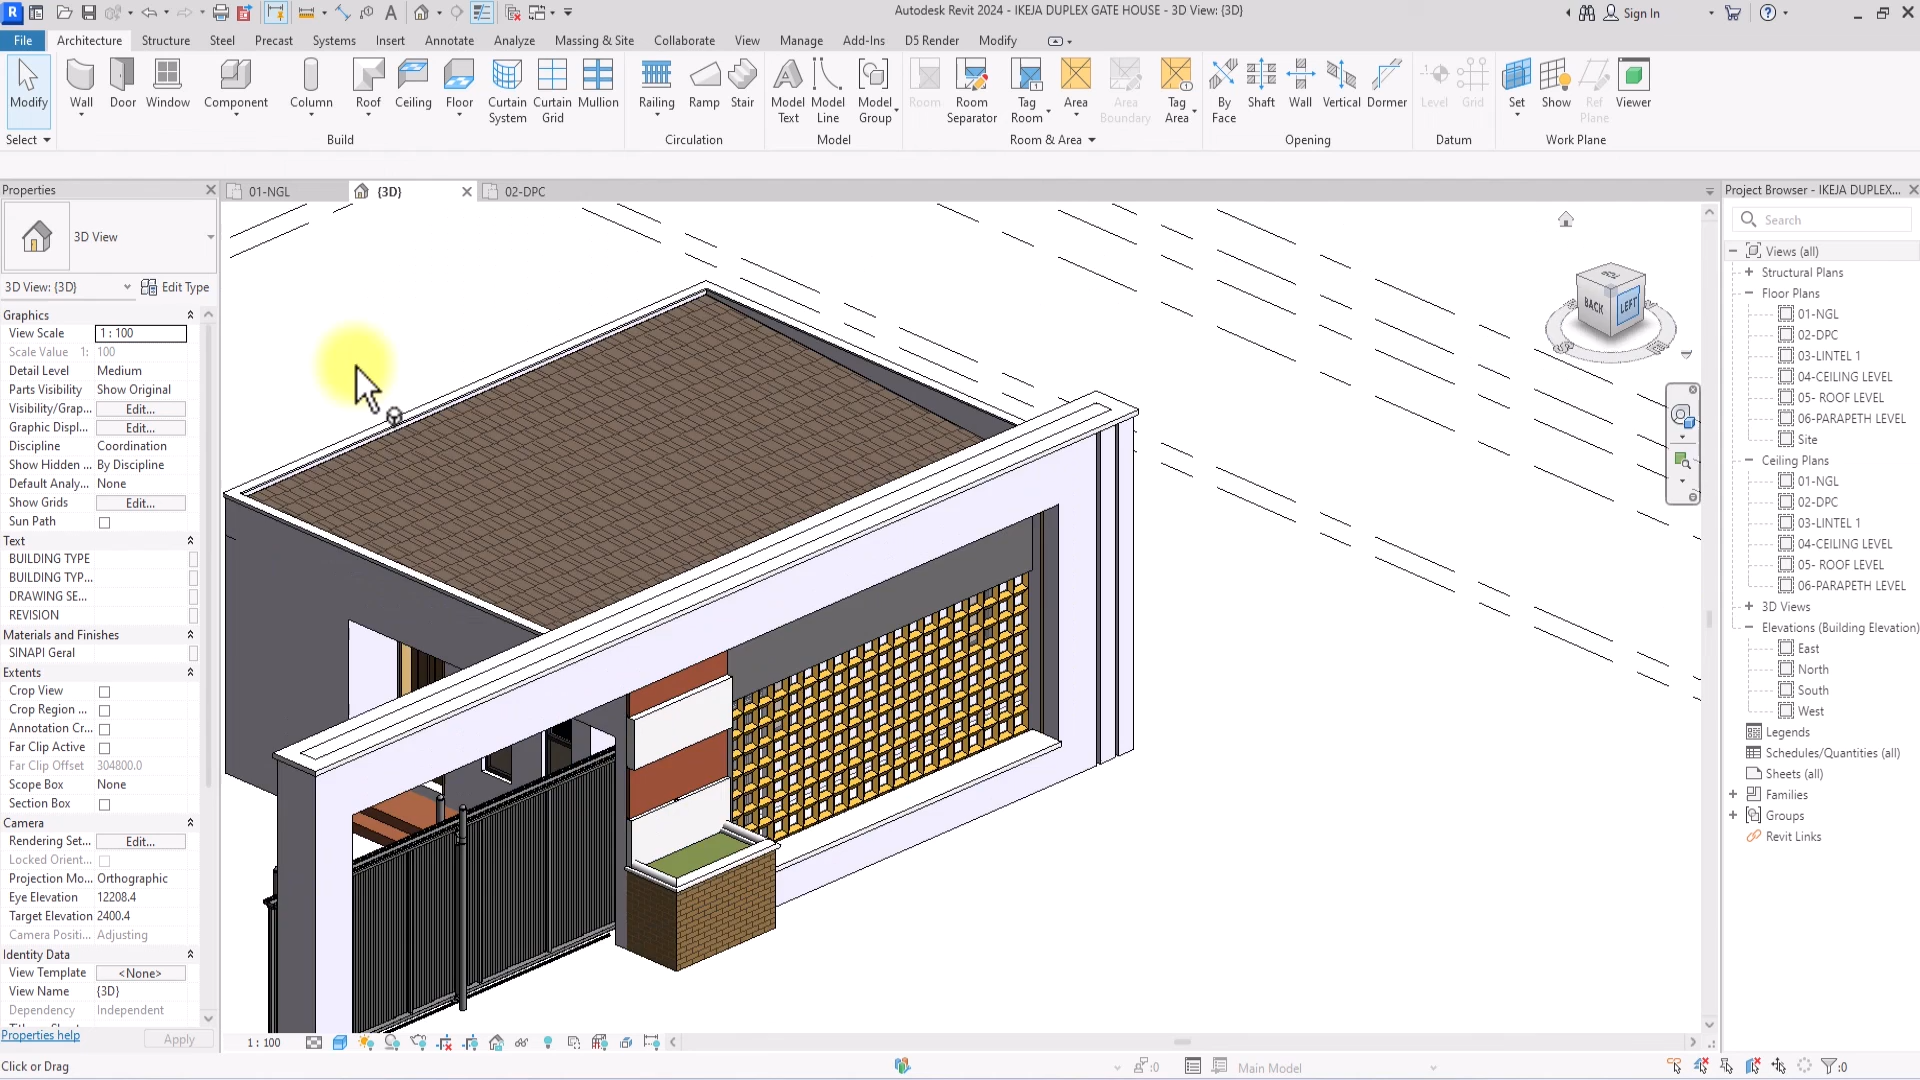 Autodesk Revit 2024 - IKEJA DUPLEX GATE HOUSE - 3D View: {3D}
Sign In
File Architecture Structure Steel Precast Systems Insert Annotate Analyze Massing & Site Collaborate View Manage Add-Ins D5 Render Modify
Modify Wall Door Window Component Column Roof Ceiling Floor Curtain System Curtain Grid Mullion Railing Ramp Stair Model Text Model Line Model Group Room Room Separator Tag Room Area Area Boundary Tag Area By Face Shaft Wall Vertical Dormer Level Grid Set Show Ref Plane Viewer
Select Build Circulation Model Room & Area Opening Datum Work Plane
Properties
01-NGL {3D} 02-DPC
3D View
3D View: {3D} Edit Type
Graphics
View Scale 1 : 100
Scale Value 1: 100
Detail Level Medium
Parts Visibility Show Original
Visibility/Grap... Edit...
Graphic Displ... Edit...
Discipline Coordination
Show Hidden ... By Discipline
Default Analy... None
Show Grids Edit...
Sun Path
Text
BUILDING TYPE
BUILDING TYP...
DRAWING SE...
REVISION
Materials and Finishes
SINAPI Geral
Extents
Crop View
Crop Region ...
Annotation Cr...
Far Clip Active
Far Clip Offset 304800.0
Scope Box None
Section Box
Camera
Rendering Set... Edit...
Locked Orient...
Projection Mo... Orthographic
Eye Elevation 12208.4
Target Elevation 2400.4
Camera Positi... Adjusting
Identity Data
View Template <None>
View Name {3D}
Dependency Independent
Properties help Apply
BACK LEFT
TOP
Project Browser - IKEJA DUPLEX...
Search
Views (all)
Structural Plans
Floor Plans
01-NGL
02-DPC
03-LINTEL 1
04-CEILING LEVEL
05- ROOF LEVEL
06-PARAPETH LEVEL
Site
Ceiling Plans
01-NGL
02-DPC
03-LINTEL 1
04-CEILING LEVEL
05- ROOF LEVEL
06-PARAPETH LEVEL
3D Views
Elevations (Building Elevation)
East
North
South
West
Legends
Schedules/Quantities (all)
Sheets (all)
Families
Groups
Revit Links
1 : 100
Click or Drag
:0
Main Model
:0